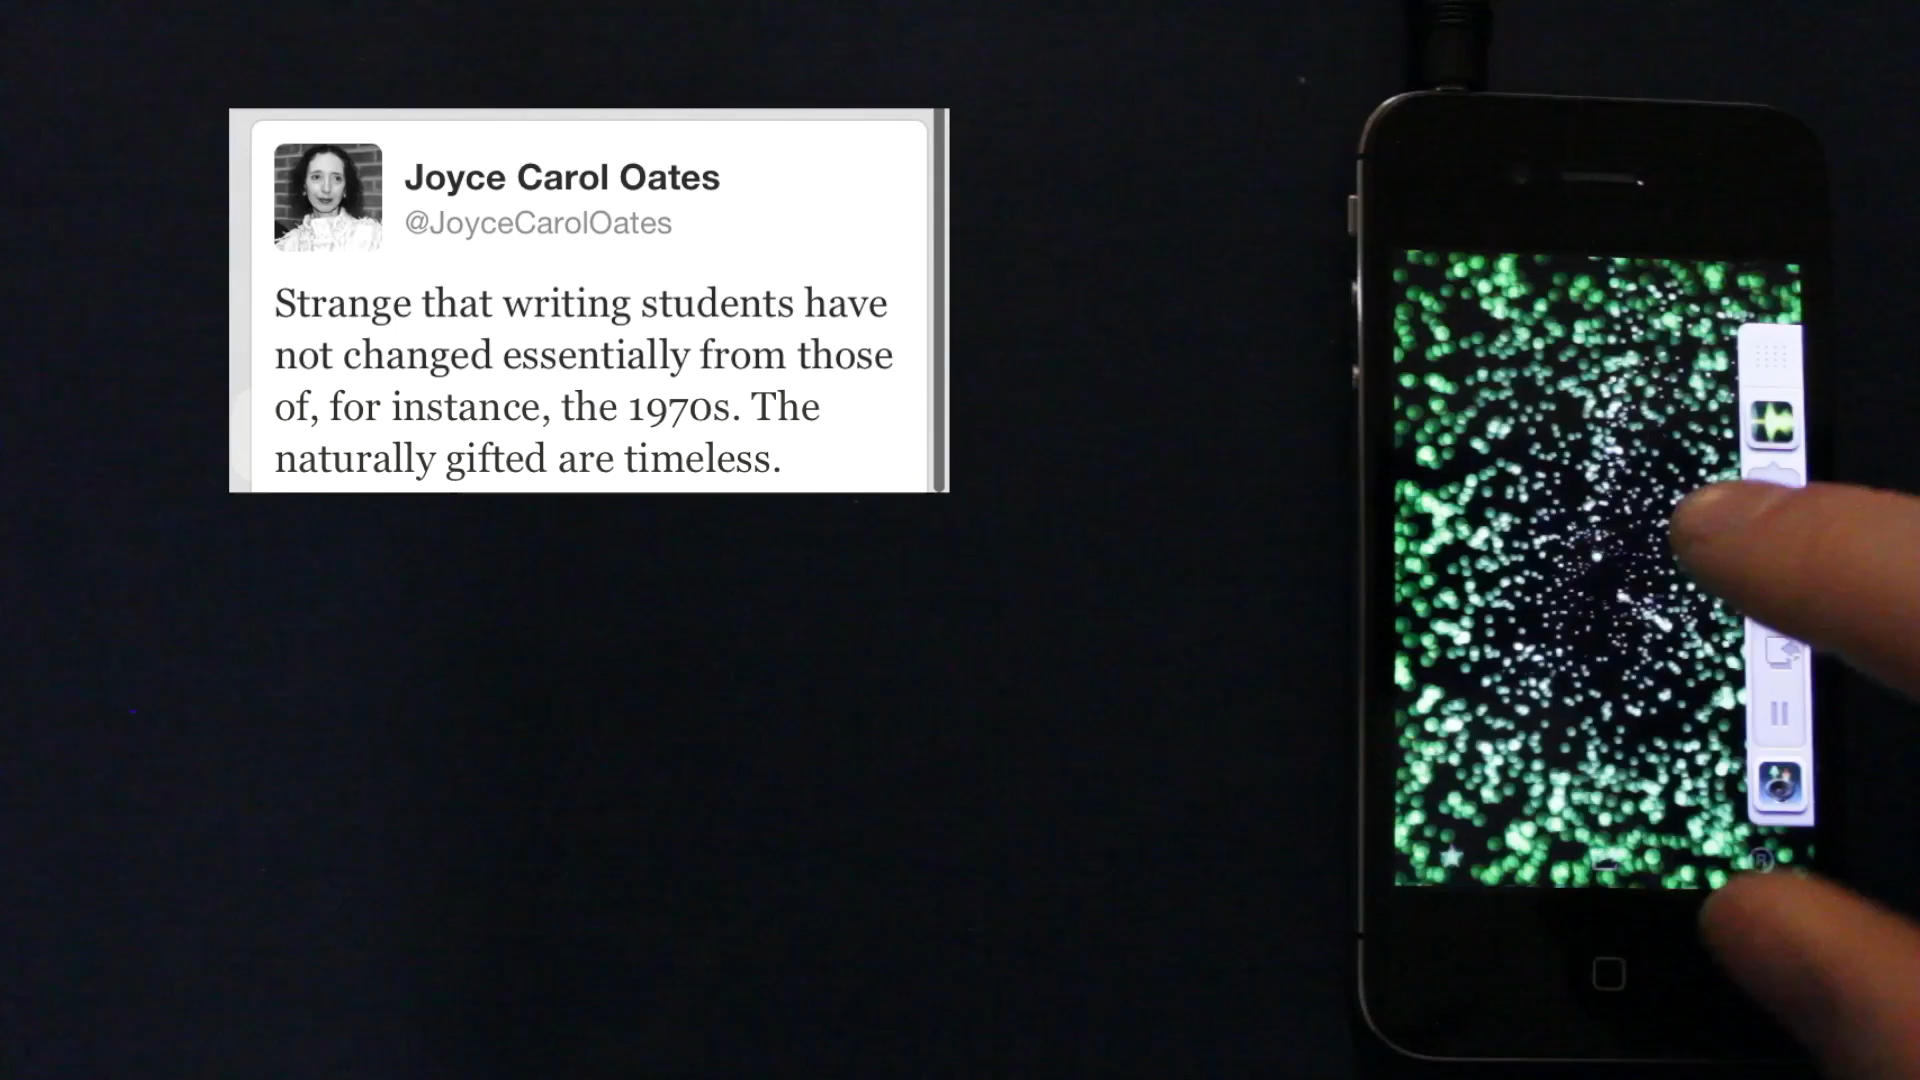 Joyce Carol Oates
@JoyceCarolOates
Strange that writing students have
not changed essentially from those
of, for instance, the 1970s. The
naturally gifted are timeless.
®